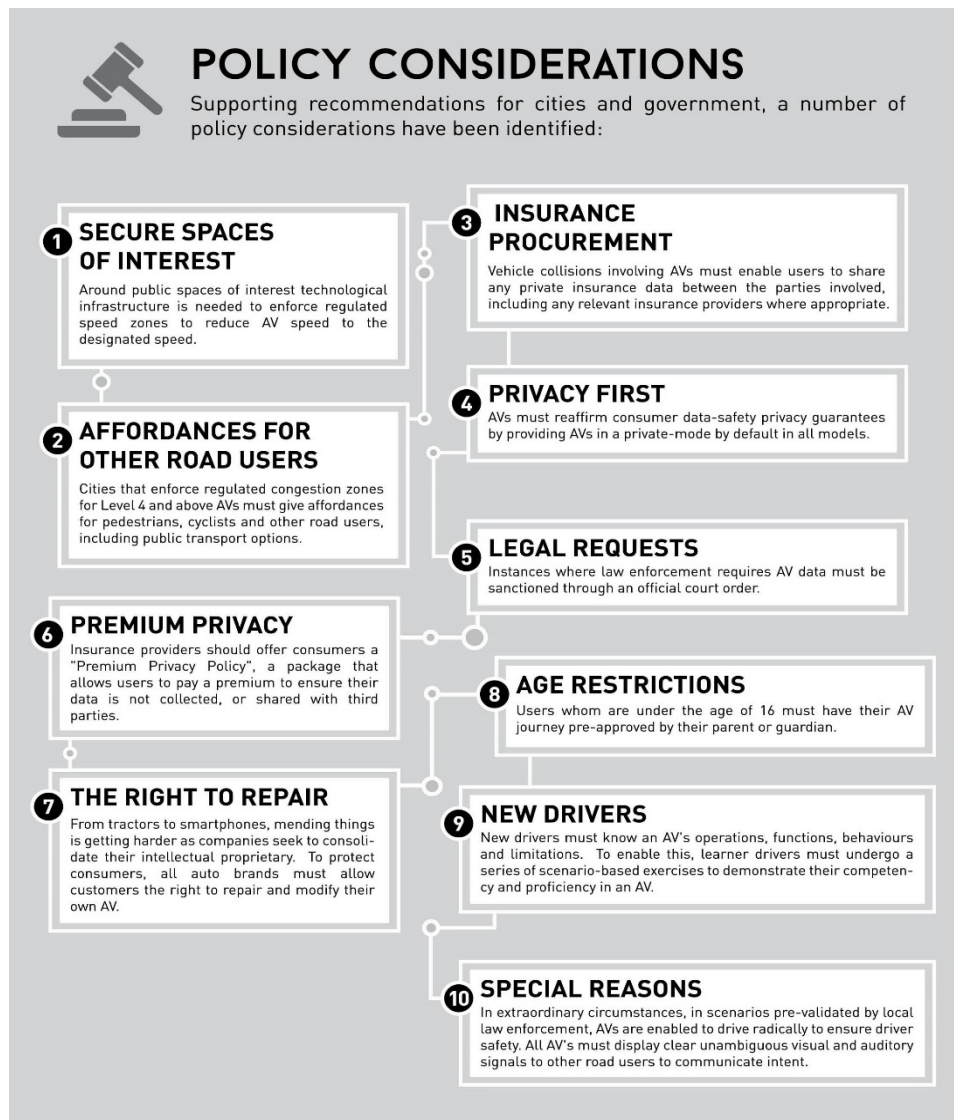 POLICY CONSIDERATIONS
Supporting recommendations for cities and government, a number of
policy considerations have been identified:
1
SECURE SPACES
OF INTEREST
Around public spaces of interest technological
infrastructure is needed to enforce regulated
speed zones to reduce AV speed to the
designated speed.
2
AFFORDANCES FOR
OTHER ROAD USERS
Cities that enforce regulated congestion zones
for Level 4 and above AVs must give affordances
for pedestrians, cyclists and other road users,
including public transport options.
3
INSURANCE
PROCUREMENT
Vehicle collisions involving AVs must enable users to share
any private insurance data between the parties involved,
including any relevant insurance providers where appropriate.
4
PRIVACY FIRST
AVs must reaffirm consumer data-safety privacy guarantees
by providing AVs in a private-mode by default in all models.
5
LEGAL REQUESTS
Instances where law enforcement requires AV data must be
sanctioned through an official court order.
6
PREMIUM PRIVACY
Insurance providers should offer consumers a
"Premium Privacy Policy", a package that
allows users to pay a premium to ensure their
data is not collected, or shared with third
parties.
7
THE RIGHT TO REPAIR
From tractors to smartphones, mending things
is getting harder as companies seek to consoli-
date their intellectual proprietary. To protect
consumers, all auto brands must allow
customers the right to repair and modify their
own AV.
8
AGE RESTRICTIONS
Users whom are under the age of 16 must have their AV
journey pre-approved by their parent or guardian.
9
NEW DRIVERS
New drivers must know an AV's operations, functions, behaviours
and limitations. To enable this, learner drivers must undergo a
series of scenario-based exercises to demonstrate their competen-
cy and proficiency in an AV.
10
SPECIAL REASONS
In extraordinary circumstances, in scenarios pre-validated by local
law enforcement, AVs are enabled to drive radically to ensure driver
safety. All AV's must display clear unambiguous visual and auditory
signals to other road users to communicate intent.